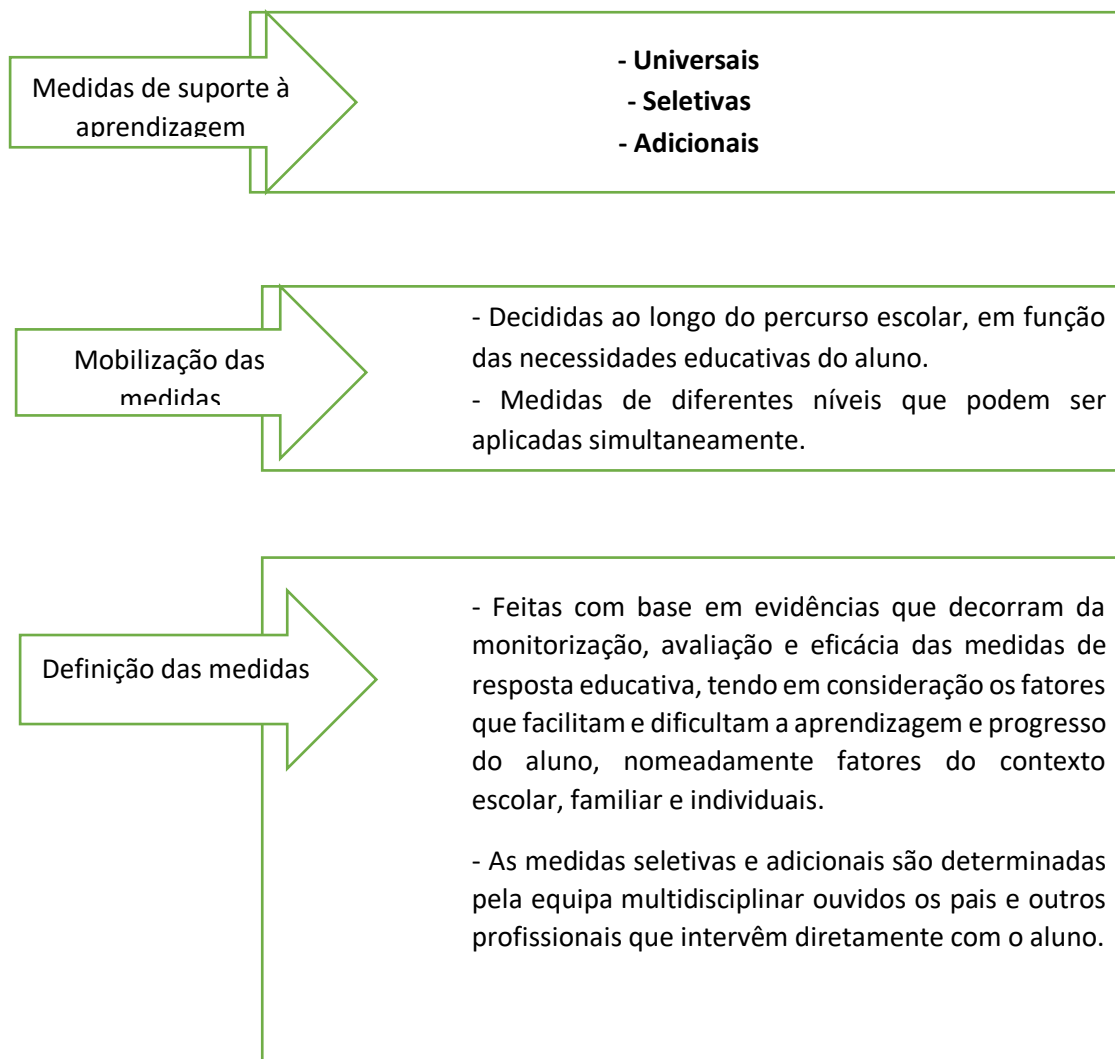 Medidas de suporte à
aprendizagem
- Universais
- Seletivas
- Adicionais
Mobilização das
medidas
- Decididas ao longo do percurso escolar, em função
das necessidades educativas do aluno.
- Medidas de diferentes níveis que podem ser
aplicadas simultaneamente.
Definição das medidas
- Feitas com base em evidências que decorram da
monitorização, avaliação e eficácia das medidas de
resposta educativa, tendo em consideração os fatores
que facilitam e dificultam a aprendizagem e progresso
do aluno, nomeadamente fatores do contexto
escolar, familiar e individuais.
- As medidas seletivas e adicionais são determinadas
pela equipa multidisciplinar ouvidos os pais e outros
profissionais que intervêm diretamente com o aluno.